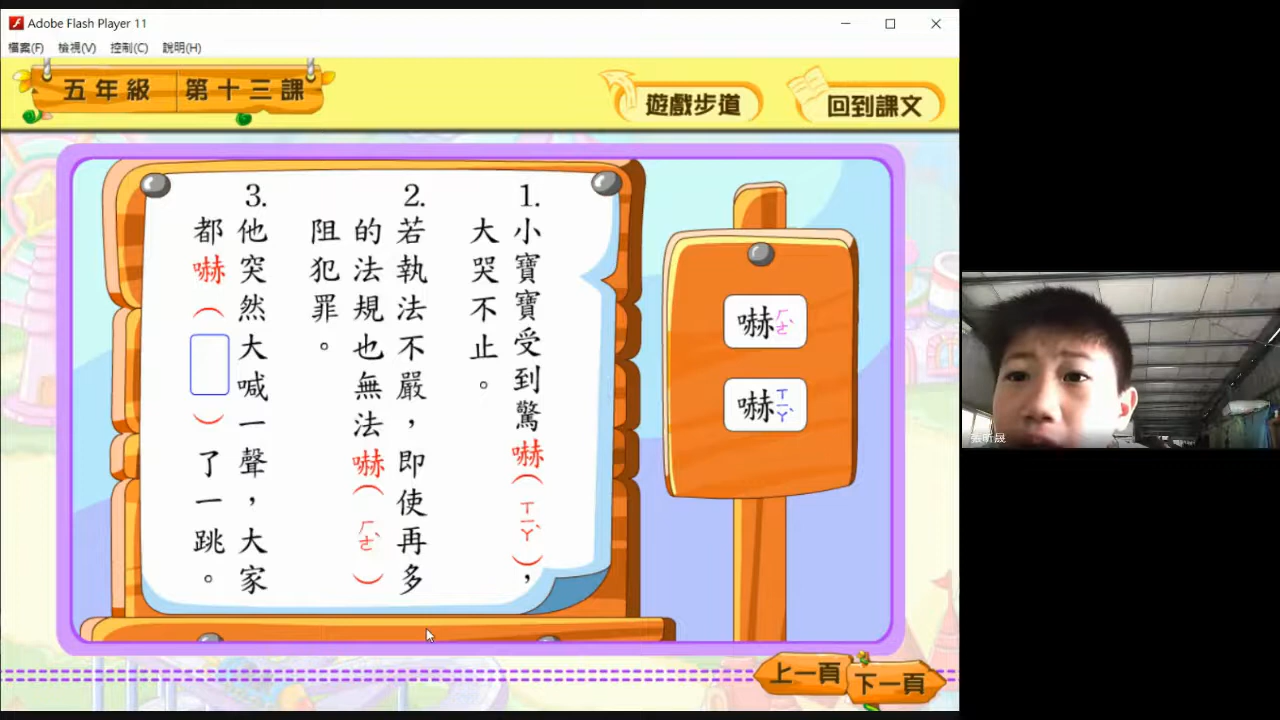 Adobe Flash Player 11
檔案(F) 檢視(V) 控制(C) 說明(H)
五年級 第十三課
遊戲步道
回到課文
1.
小寶寶受到驚嚇(ㄒㄧㄚˋ),
大哭不止。
2.
若執法不嚴,即使再多
的法規也無法嚇(ㄏㄜˋ)
阻犯罪。
3.
他突然大喊一聲,大家
都嚇( )了一跳。
嚇ㄏㄜˋ
嚇ㄒㄧㄚˋ
上一頁
下一頁
張昕晟